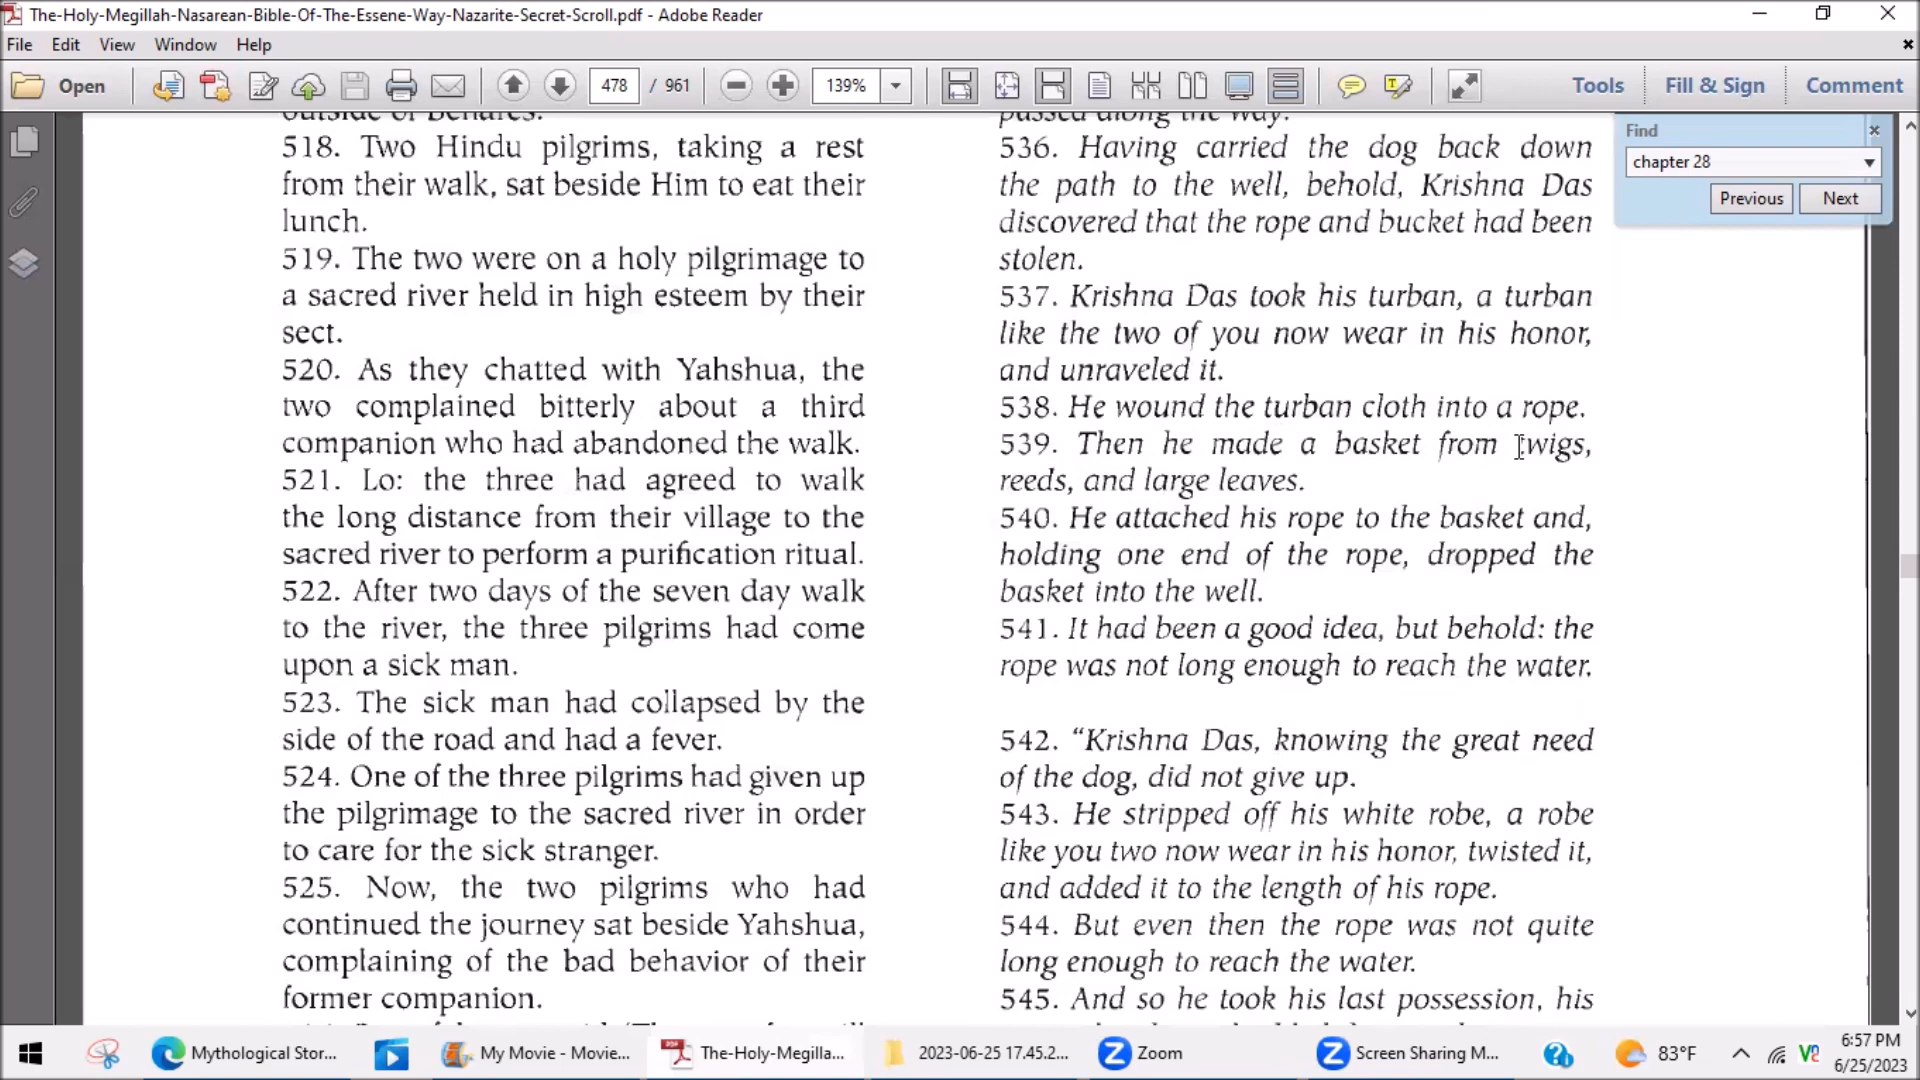 The-Holy-Megillah-Nasarean-Bible-Of-The-Essene-Way-Nazarite-Secret-Scroll.pdf - Adobe Reader
File Edit View Window Help
Open 478 / 961 139% Tools Fill & Sign Comment
Find
chapter 28
Previous Next
outside of Benares.
518. Two Hindu pilgrims, taking a rest
from their walk, sat beside Him to eat their
lunch.
519. The two were on a holy pilgrimage to
a sacred river held in high esteem by their
sect.
520. As they chatted with Yahshua, the
two complained bitterly about a third
companion who had abandoned the walk.
521. Lo: the three had agreed to walk
the long distance from their village to the
sacred river to perform a purification ritual.
522. After two days of the seven day walk
to the river, the three pilgrims had come
upon a sick man.
523. The sick man had collapsed by the
side of the road and had a fever.
524. One of the three pilgrims had given up
the pilgrimage to the sacred river in order
to care for the sick stranger.
525. Now, the two pilgrims who had
continued the journey sat beside Yahshua,
complaining of the bad behavior of their
former companion.
passed along the way.
536. Having carried the dog back down
the path to the well, behold, Krishna Das
discovered that the rope and bucket had been
stolen.
537. Krishna Das took his turban, a turban
like the two of you now wear in his honor,
and unraveled it.
538. He wound the turban cloth into a rope.
539. Then he made a basket from twigs,
reeds, and large leaves.
540. He attached his rope to the basket and,
holding one end of the rope, dropped the
basket into the well.
541. It had been a good idea, but behold: the
rope was not long enough to reach the water.
542. “Krishna Das, knowing the great need
of the dog, did not give up.
543. He stripped off his white robe, a robe
like you two now wear in his honor, twisted it,
and added it to the length of his rope.
544. But even then the rope was not quite
long enough to reach the water.
545. And so he took his last possession, his
Mythological Stor... My Movie - Movie... The-Holy-Megilla... 2023-06-25 17.45.2... Zoom Screen Sharing M... 83°F 6:57 PM
6/25/2023